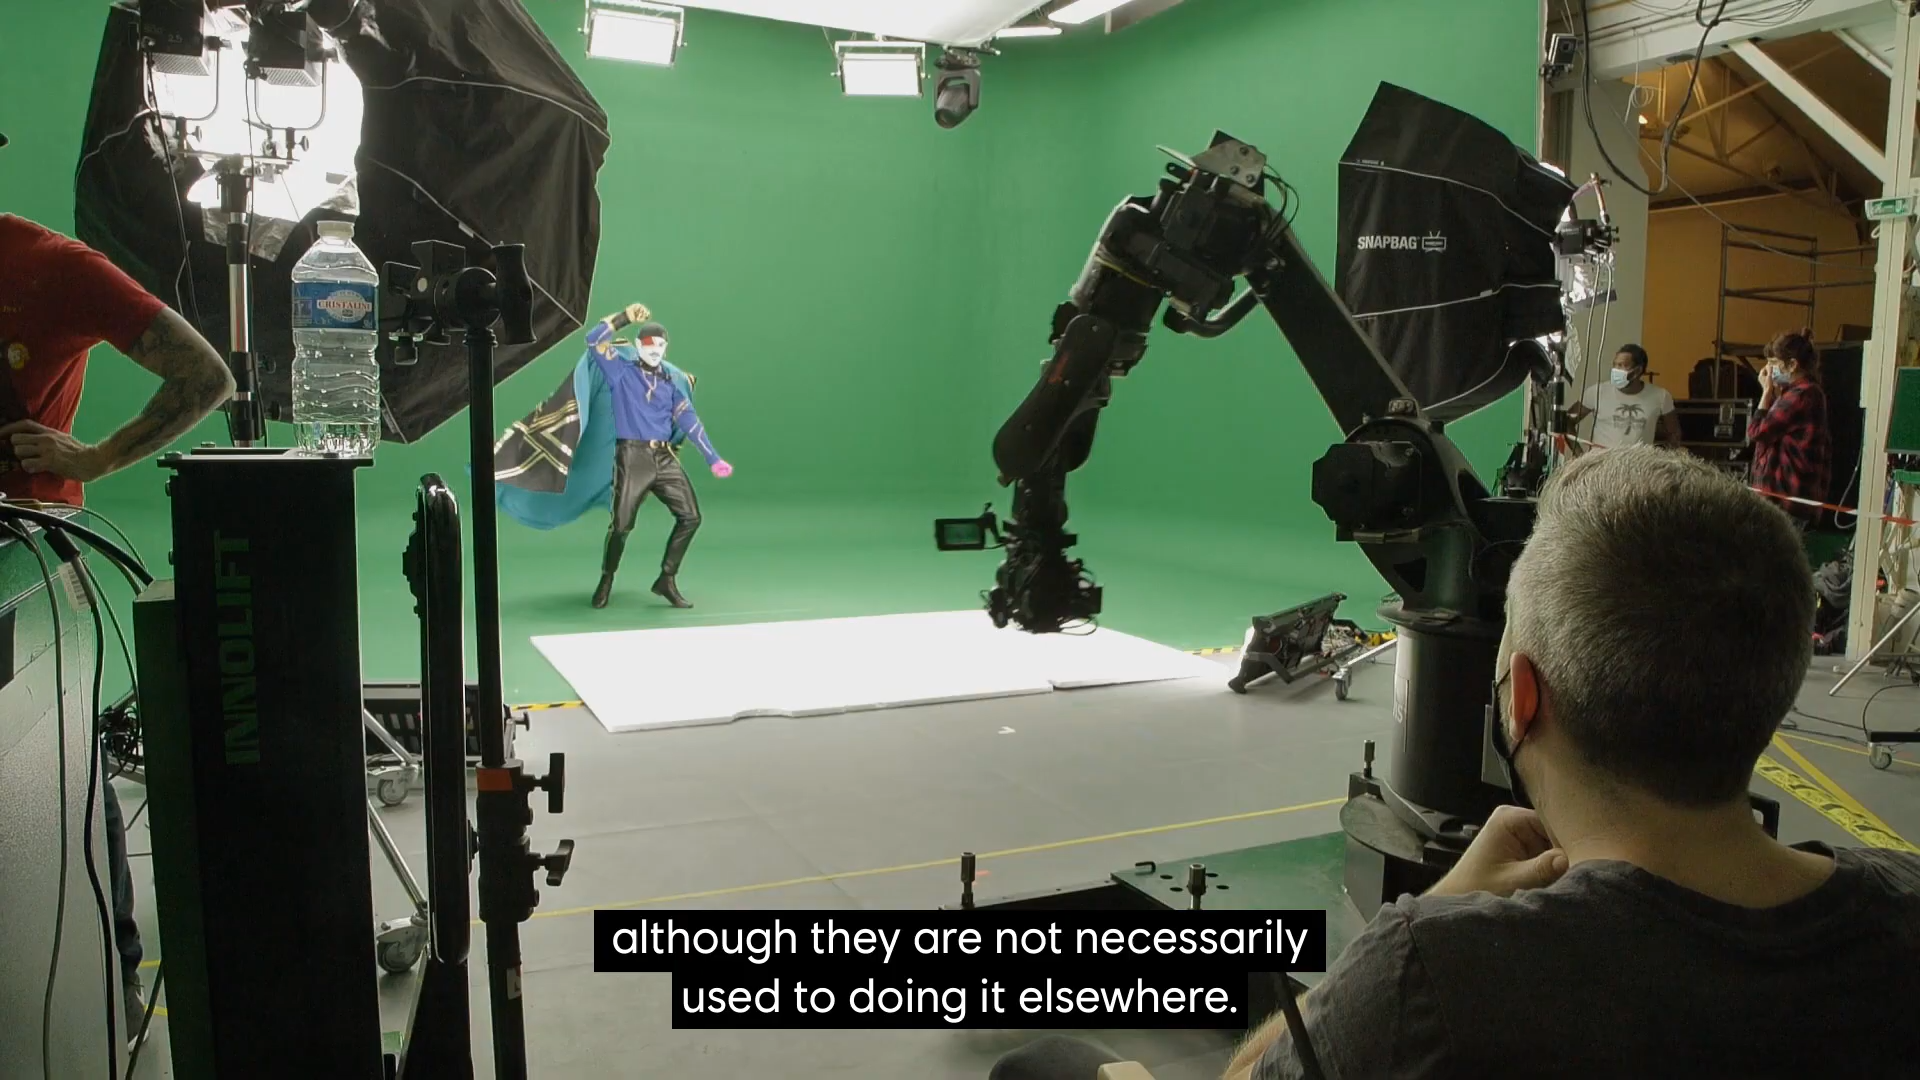 SNAPBAG
CRISTALINE
INNOLIFT
although they are not necessarily
used to doing it elsewhere.